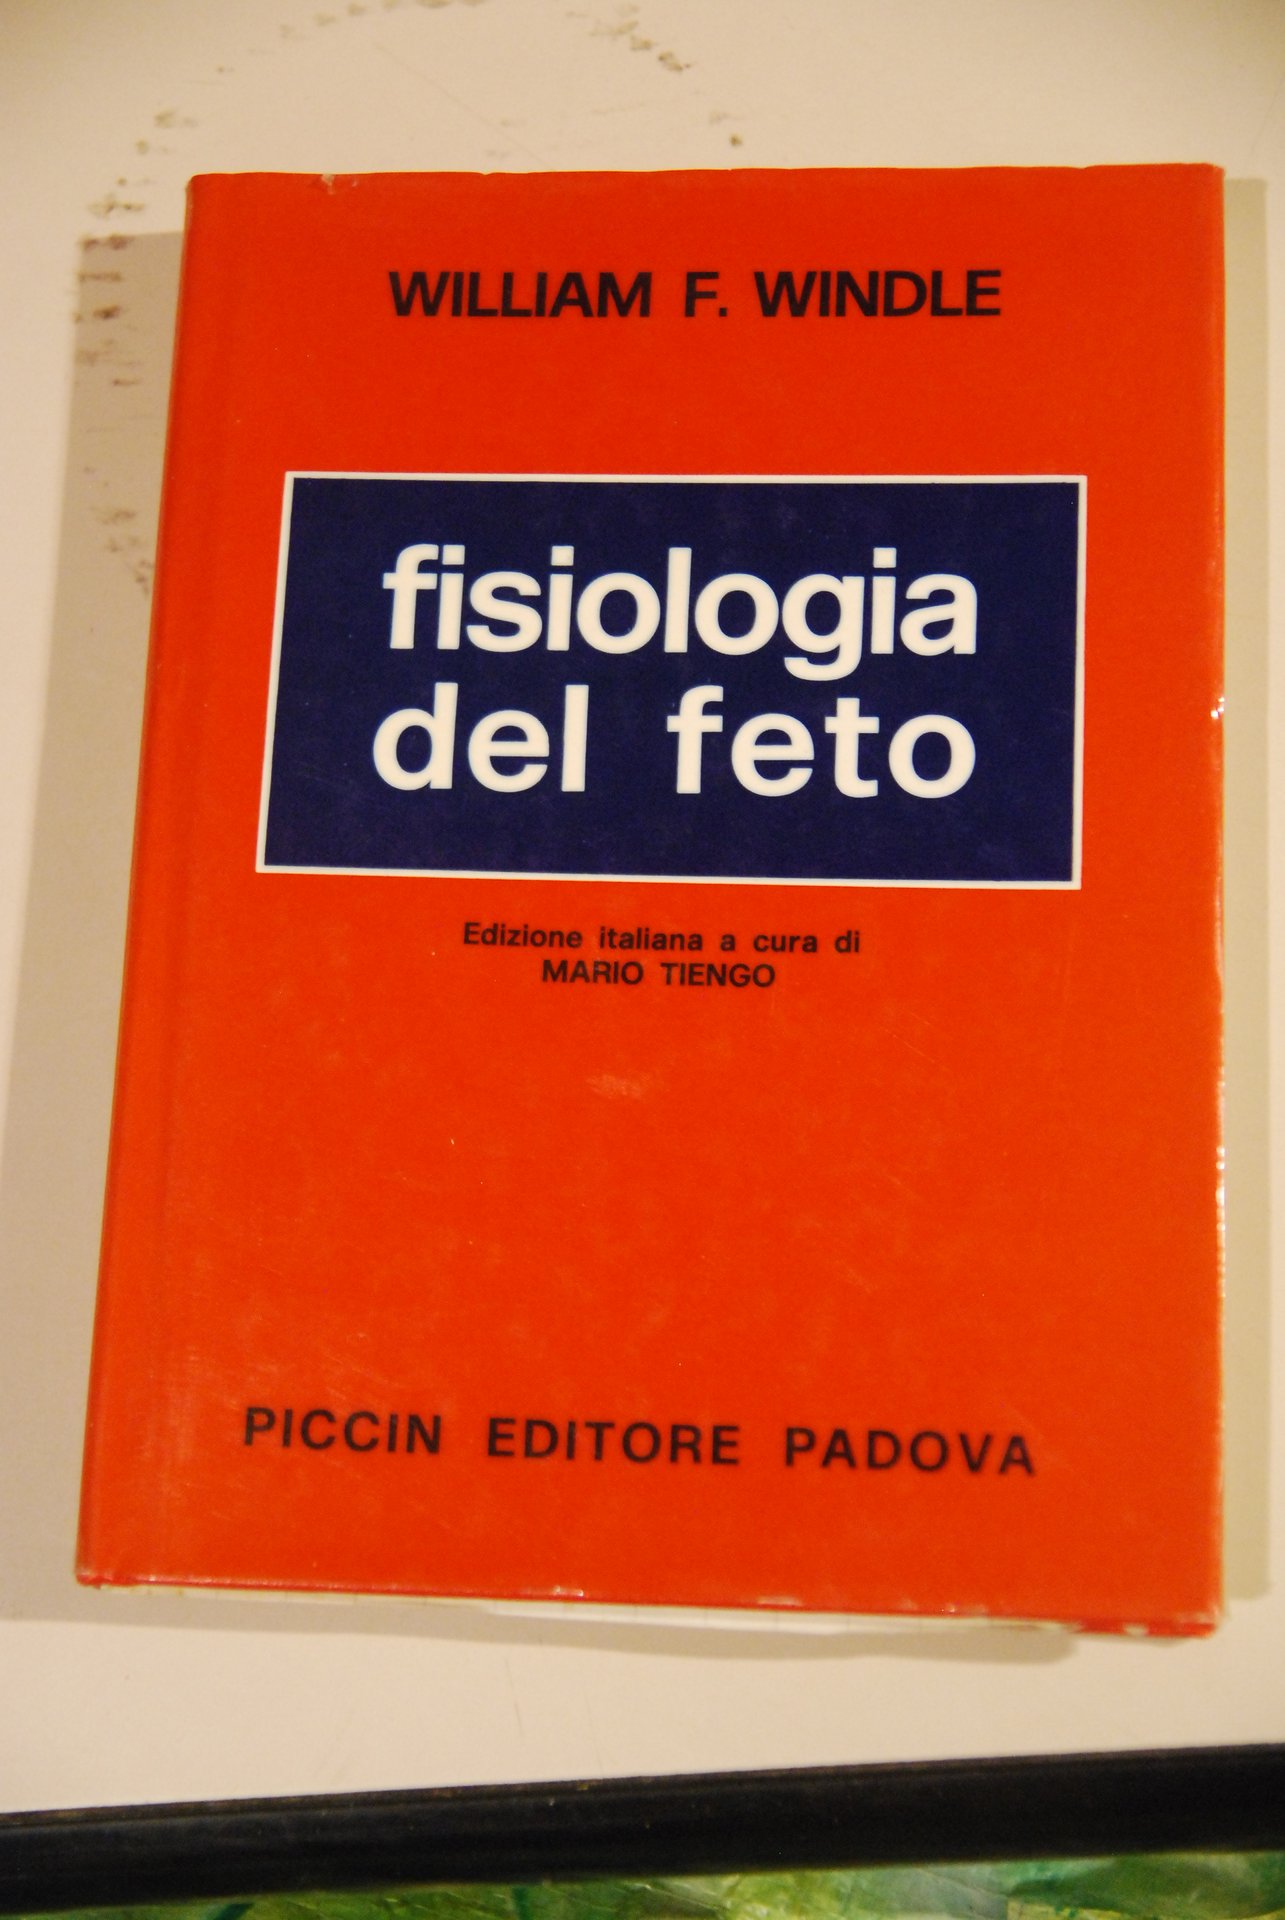 WILLIAM F. WINDLE
fisiologia
del feto
Edizione italiana a cura di
MARIO TIENGO
PICCIN EDITORE PADOVA